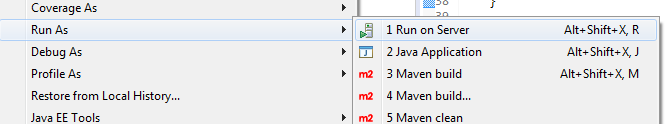 Coverage As
Run As
Debug As
Profile As
Restore from Local History...
Java EE Tools
38
}
1 Run on Server Alt+Shift+X, R
2 Java Application Alt+Shift+X, J
m2 3 Maven build Alt+Shift+X, M
m2 4 Maven build...
m2 5 Maven clean